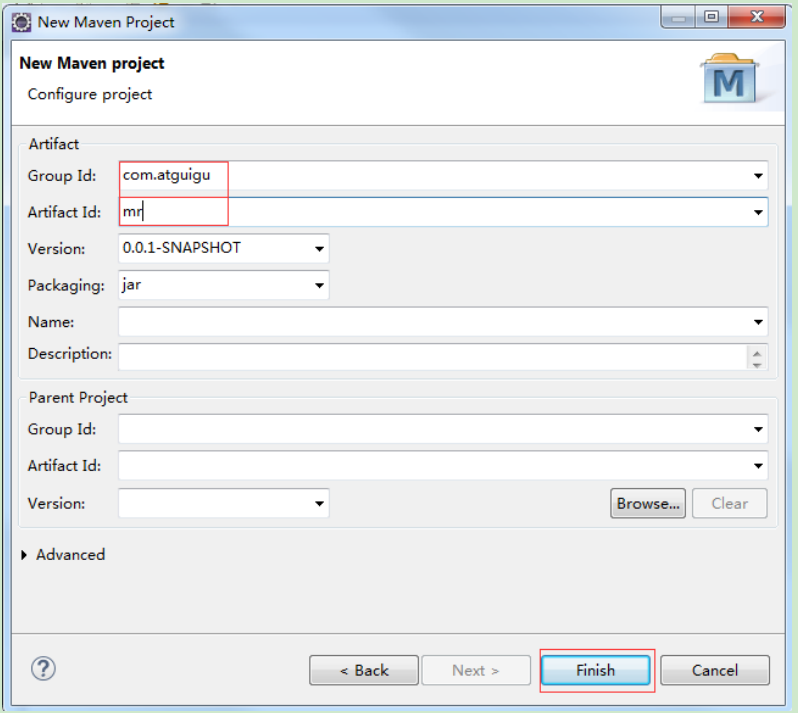 New Maven Project
New Maven project
Configure project
M
Artifact
Group Id: com.atguigu
Artifact Id: mr
Version: 0.0.1-SNAPSHOT
Packaging: jar
Name:
Description:
Parent Project
Group Id:
Artifact Id:
Version: Browse... Clear
Advanced
? < Back Next > Finish Cancel